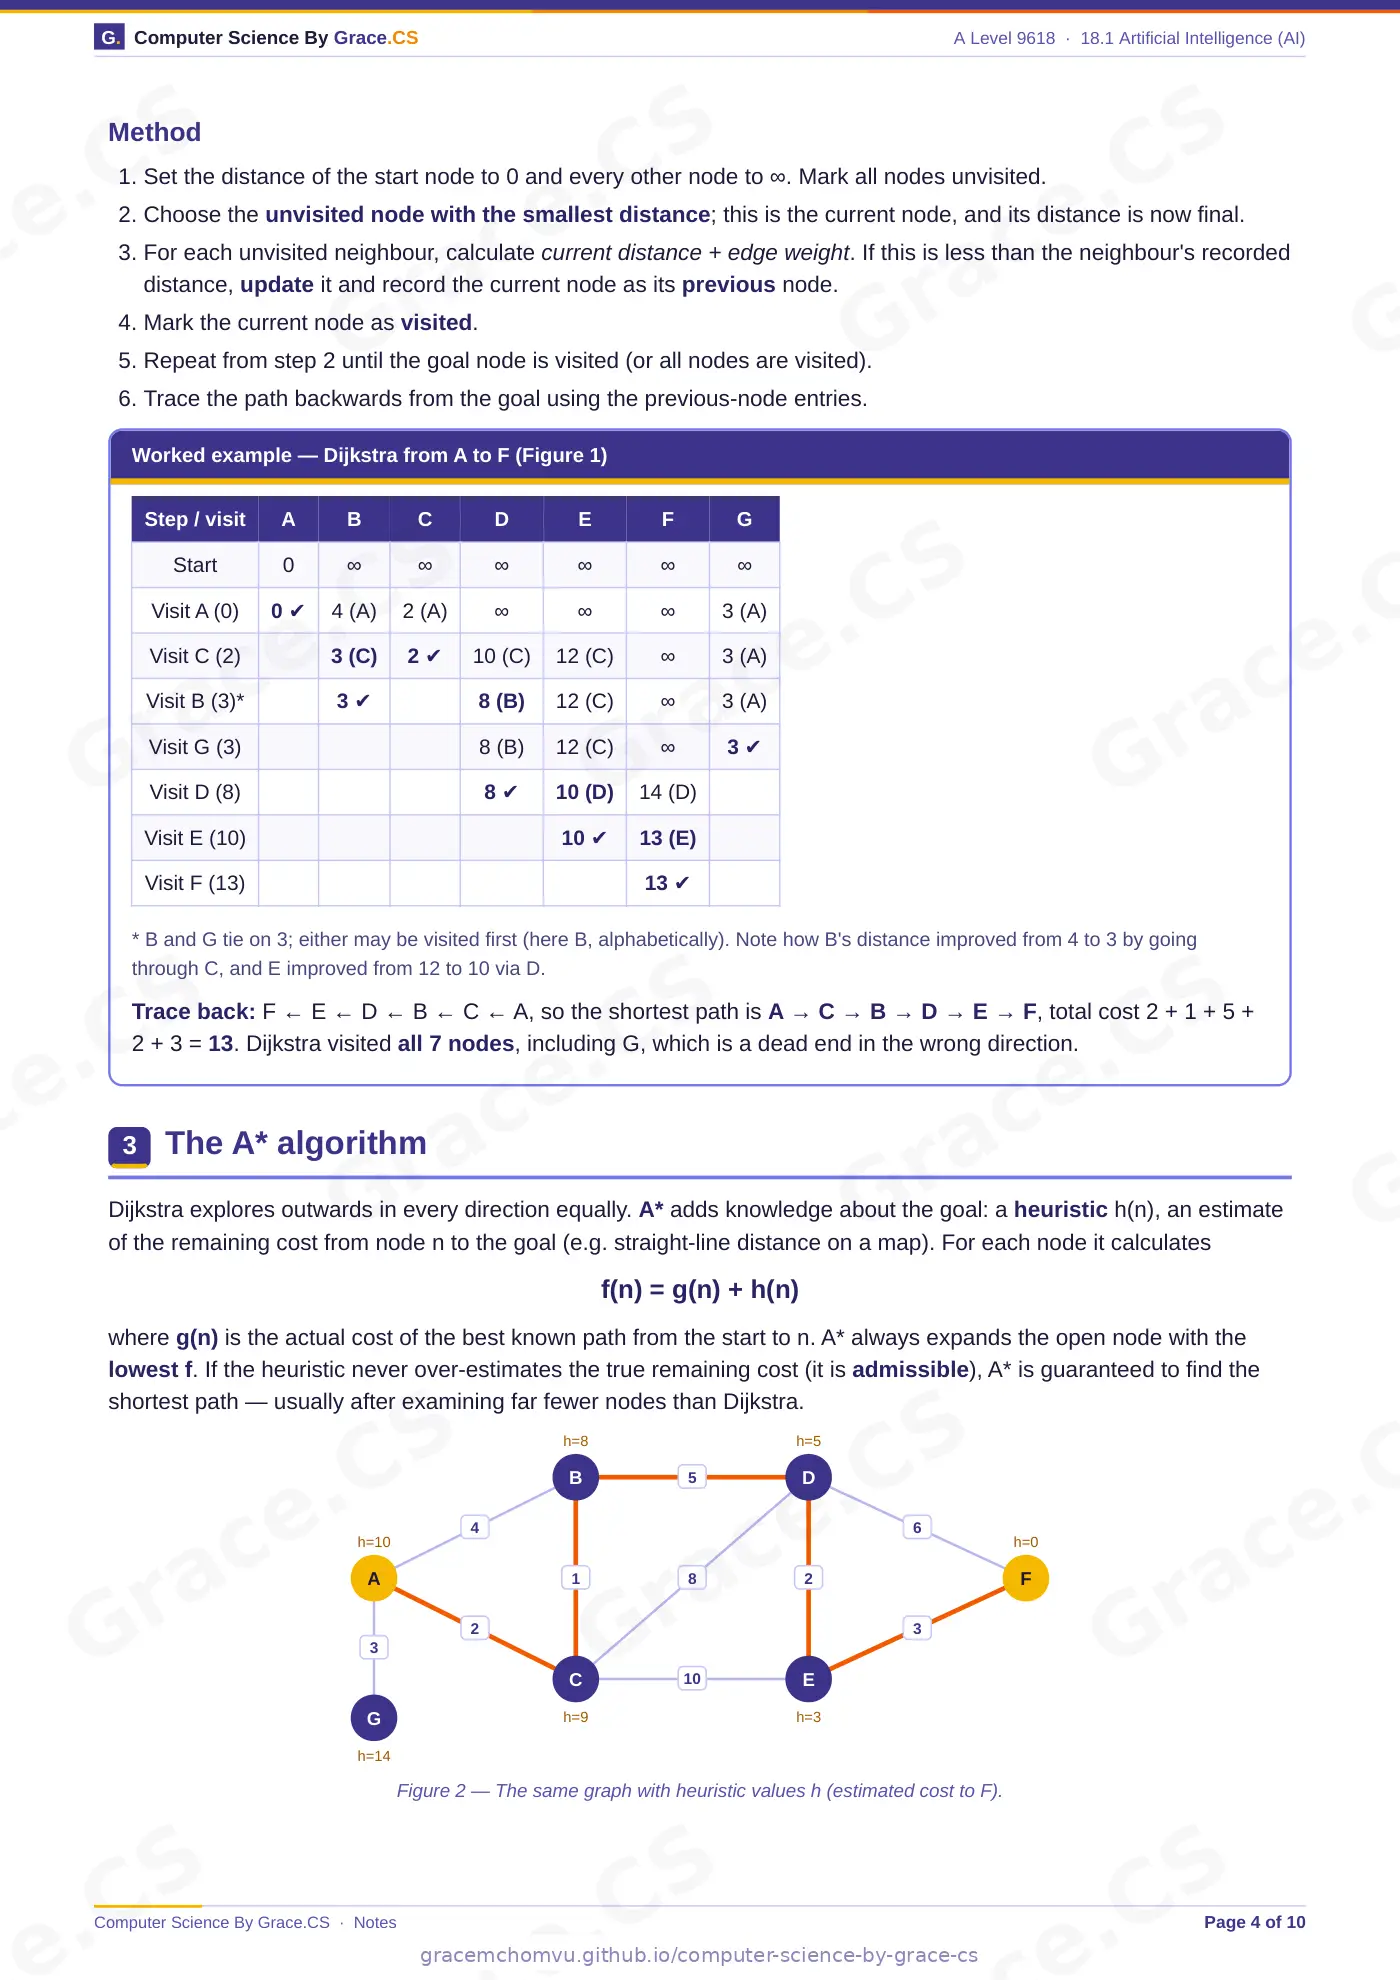 G. Computer Science By Grace.CS
A Level 9618 · 18.1 Artificial Intelligence (AI)
Method
1. Set the distance of the start node to 0 and every other node to ∞. Mark all nodes unvisited.
2. Choose the unvisited node with the smallest distance; this is the current node, and its distance is now final.
3. For each unvisited neighbour, calculate current distance + edge weight. If this is less than the neighbour's recorded
distance, update it and record the current node as its previous node.
4. Mark the current node as visited.
5. Repeat from step 2 until the goal node is visited (or all nodes are visited).
6. Trace the path backwards from the goal using the previous-node entries.
Worked example — Dijkstra from A to F (Figure 1)
Step / visit A B C D E F G
Start 0 ∞ ∞ ∞ ∞ ∞ ∞
Visit A (0) 0 ✔ 4 (A) 2 (A) ∞ ∞ ∞ 3 (A)
Visit C (2) 3 (C) 2 ✔ 10 (C) 12 (C) ∞ 3 (A)
Visit B (3)* 3 ✔ 8 (B) 12 (C) ∞ 3 (A)
Visit G (3) 8 (B) 12 (C) ∞ 3 ✔
Visit D (8) 8 ✔ 10 (D) 14 (D)
Visit E (10) 10 ✔ 13 (E)
Visit F (13) 13 ✔
* B and G tie on 3; either may be visited first (here B, alphabetically). Note how B's distance improved from 4 to 3 by going
through C, and E improved from 12 to 10 via D.
Trace back: F ← E ← D ← B ← C ← A, so the shortest path is A → C → B → D → E → F, total cost 2 + 1 + 5 +
2 + 3 = 13. Dijkstra visited all 7 nodes, including G, which is a dead end in the wrong direction.
3 The A* algorithm
Dijkstra explores outwards in every direction equally. A* adds knowledge about the goal: a heuristic h(n), an estimate
of the remaining cost from node n to the goal (e.g. straight-line distance on a map). For each node it calculates
f(n) = g(n) + h(n)
where g(n) is the actual cost of the best known path from the start to n. A* always expands the open node with the
lowest f. If the heuristic never over-estimates the true remaining cost (it is admissible), A* is guaranteed to find the
shortest path — usually after examining far fewer nodes than Dijkstra.
h=8 h=5
B 5 D
4 6
h=10 h=0
A 1 8 2 F
2 3
3
C 10 E
G
h=9 h=3
h=14
Figure 2 — The same graph with heuristic values h (estimated cost to F).
Computer Science By Grace.CS · Notes
Page 4 of 10
gracemchomvu.github.io/computer-science-by-grace-cs